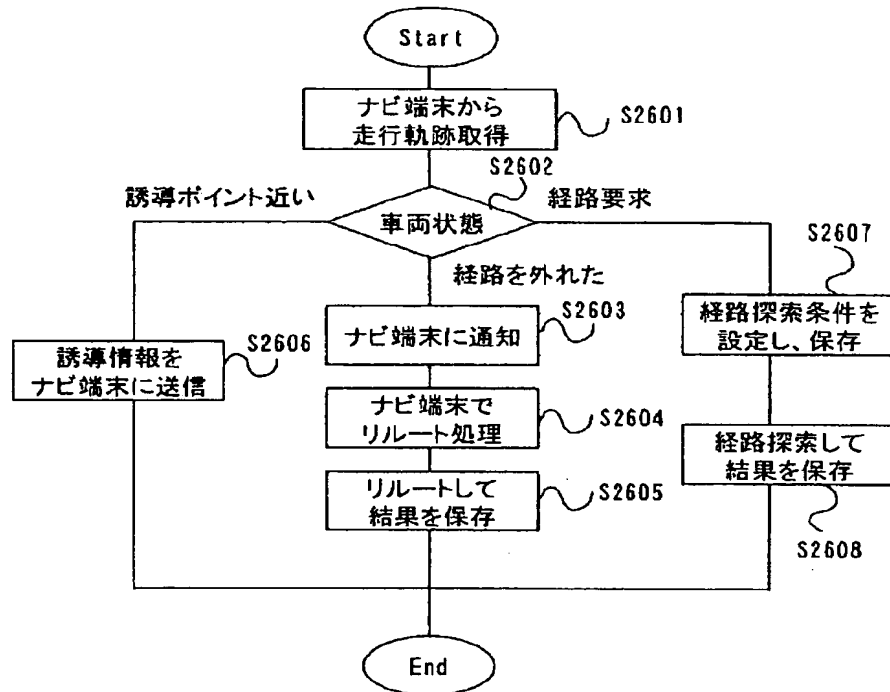 Start
ナビ端末から
走行軌跡取得
S2601
S2602
誘導ポイント近い
車両状態
経路要求
経路を外れた
S2607
S2603
ナビ端末に通知
経路探索条件を
設定し、保存
S2606
誘導情報を
ナビ端末に送信
ナビ端末で
リルート処理
S2604
経路探索して
結果を保存
リルートして
結果を保存
S2605
S2608
End